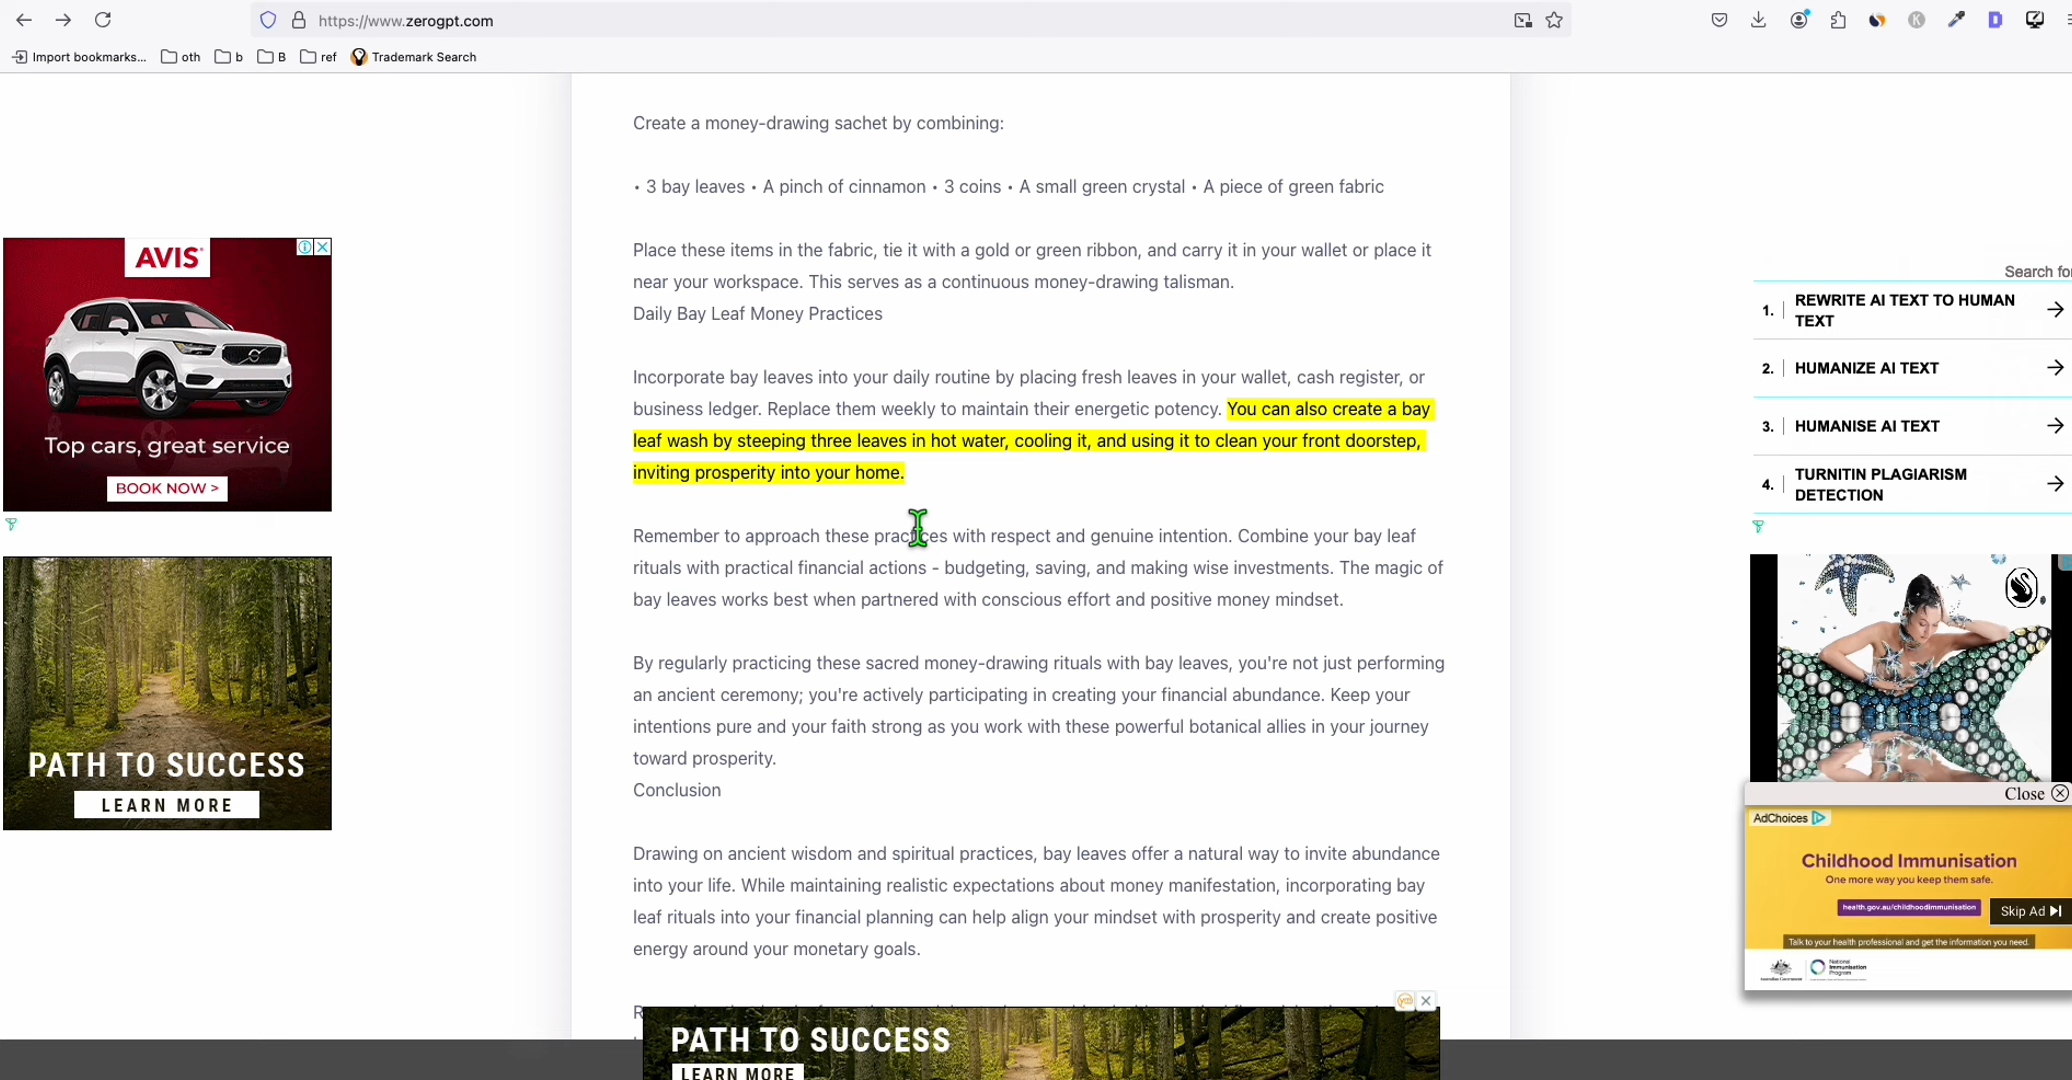 https://www.zerogpt.com
Import bookmarks...
oth
b
B
ref
Trademark Search
Create a money-drawing sachet by combining:
• 3 bay leaves • A pinch of cinnamon • 3 coins • A small green crystal • A piece of green fabric
Place these items in the fabric, tie it with a gold or green ribbon, and carry it in your wallet or place it
near your workspace. This serves as a continuous money-drawing talisman.
Daily Bay Leaf Money Practices
Incorporate bay leaves into your daily routine by placing fresh leaves in your wallet, cash register, or
business ledger. Replace them weekly to maintain their energetic potency. You can also create a bay
leaf wash by steeping three leaves in hot water, cooling it, and using it to clean your front doorstep,
inviting prosperity into your home.
Remember to approach these practices with respect and genuine intention. Combine your bay leaf
rituals with practical financial actions - budgeting, saving, and making wise investments. The magic of
bay leaves works best when partnered with conscious effort and positive money mindset.
By regularly practicing these sacred money-drawing rituals with bay leaves, you're not just performing
an ancient ceremony; you're actively participating in creating your financial abundance. Keep your
intentions pure and your faith strong as you work with these powerful botanical allies in your journey
toward prosperity.
Conclusion
Drawing on ancient wisdom and spiritual practices, bay leaves offer a natural way to invite abundance
into your life. While maintaining realistic expectations about money manifestation, incorporating bay
leaf rituals into your financial planning can help align your mindset with prosperity and create positive
energy around your monetary goals.
AVIS
Top cars, great service
BOOK NOW >
PATH TO SUCCESS
LEARN MORE
Search fo
1. REWRITE AI TEXT TO HUMAN
TEXT
2. HUMANIZE AI TEXT
3. HUMANISE AI TEXT
4. TURNITIN PLAGIARISM
DETECTION
Close
AdChoices
Childhood Immunisation
One more way you keep them safe.
health.gov.au/childhoodimmunisation
Skip Ad
Talk to your health professional and get the information you need.
Australian Government
National
Immunisation
Program
PATH TO SUCCESS
LEARN MORE